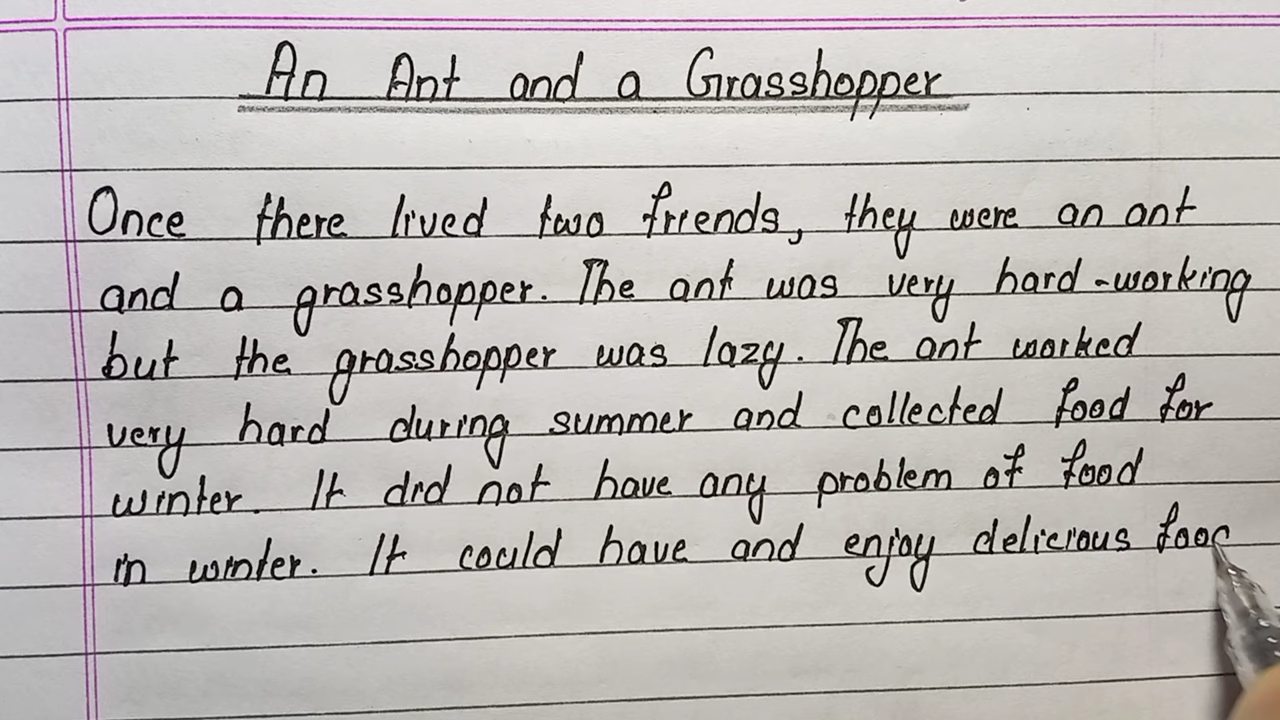 An Ant and a Grasshopper
Once there lived two friends, they were an ant
and a grasshopper. The ant was very hard-working
but the grasshopper was lazy. The ant worked
very hard during summer and collected food for
winter. It did not have any problem of food
in winter. It could have and enjoy delicious fooc